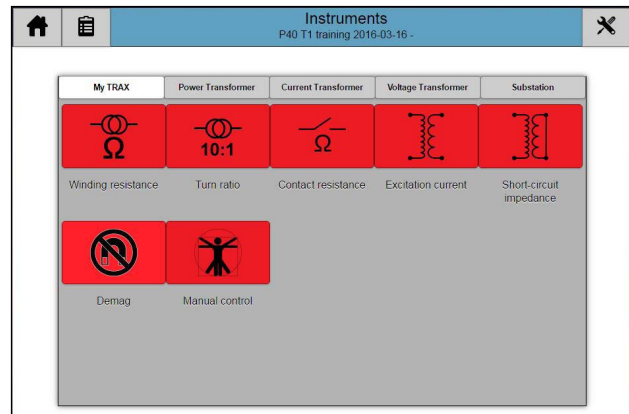 Instruments
P40 T1 training 2016-03-16 -
My TRAX
Power Transformer
Current Transformer
Voltage Transformer
Substation
Ω
10:1
Ω
Winding resistance
Turn ratio
Contact resistance
Excitation current
Short-circuit
impedance
Demag
Manual control